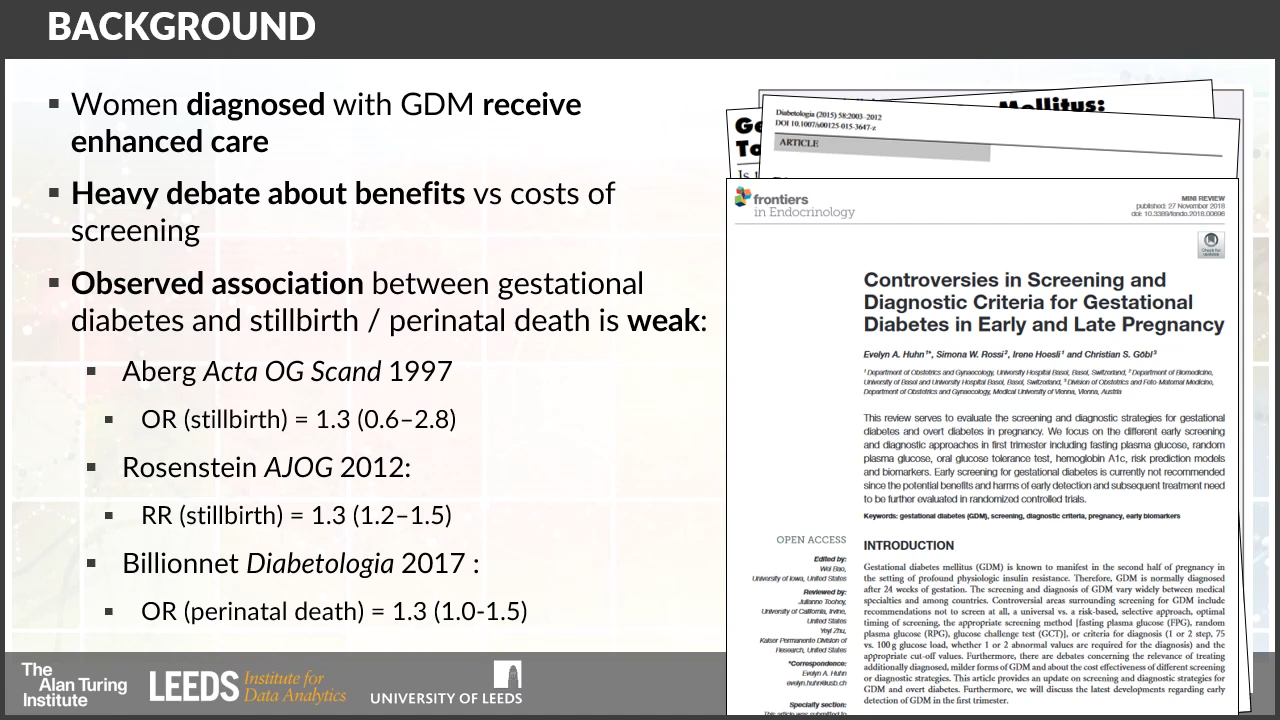 BACKGROUND
Women diagnosed with GDM receive
enhanced care
Heavy debate about benefits vs costs of
screening
Observed association between gestational
diabetes and stillbirth / perinatal death is weak:
Aberg Acta OG Scand 1997
OR (stillbirth) = 1.3 (0.6–2.8)
Rosenstein AJOG 2012:
RR (stillbirth) = 1.3 (1.2–1.5)
Billionnet Diabetologia 2017 :
OR (perinatal death) = 1.3 (1.0-1.5)
Mellitus:
Diabetologia (2015) 58:2003–2012
DOI 10.1007/s00125-015-3647-z
ARTICLE
frontiers
in Endocrinology
MINI REVIEW
published: 27 November 2018
doi: 10.3389/fendo.2018.00696
Check for
updates
Controversies in Screening and
Diagnostic Criteria for Gestational
Diabetes in Early and Late Pregnancy
Evelyn A. Huhn1*, Simona W. Rossi2, Irene Hoesli1 and Christian S. Göbl3
1 Department of Obstetrics and Gynaecology, University Hospital Basel, Basel, Switzerland, 2 Department of Biomedicine,
University of Basel and University Hospital Basel, Basel, Switzerland, 3 Division of Obstetrics and Feto-Maternal Medicine,
Department of Obstetrics and Gynaecology, Medical University of Vienna, Vienna, Austria
This review serves to evaluate the screening and diagnostic strategies for gestational
diabetes and overt diabetes in pregnancy. We focus on the different early screening
and diagnostic approaches in first trimester including fasting plasma glucose, random
plasma glucose, oral glucose tolerance test, hemoglobin A1c, risk prediction models
and biomarkers. Early screening for gestational diabetes is currently not recommended
since the potential benefits and harms of early detection and subsequent treatment need
to be further evaluated in randomized controlled trials.
Keywords: gestational diabetes (GDM), screening, diagnostic criteria, pregnancy, early biomarkers
OPEN ACCESS
Edited by:
Wei Bao,
University of Iowa, United States
Reviewed by:
Julianne Toohey,
University of California, Irvine,
United States
Yeyi Zhu,
Kaiser Permanente Division of
Research, United States
*Correspondence:
Evelyn A. Huhn
evelyn.huhn@usb.ch
Specialty section:
This article was submitted to
INTRODUCTION
Gestational diabetes mellitus (GDM) is known to manifest in the second half of pregnancy in
the setting of profound physiologic insulin resistance. Therefore, GDM is normally diagnosed
after 24 weeks of gestation. The screening and diagnosis of GDM vary widely between medical
specialties and among countries. Controversial areas surrounding screening for GDM include
recommendations not to screen at all, a universal vs. a risk-based, selective approach, optimal
timing of screening, the appropriate screening method [fasting plasma glucose (FPG), random
plasma glucose (RPG), glucose challenge test (GCT)], or criteria for diagnosis (1 or 2 step, 75
vs. 100 g glucose load, whether 1 or 2 abnormal values are required for the diagnosis) and the
appropriate cut-off values. Furthermore, there are debates concerning the relevance of treating
additionally diagnosed, milder forms of GDM and about the cost effectiveness of different screening
or diagnostic strategies. This article provides an update on screening and diagnostic strategies for
GDM and overt diabetes. Furthermore, we will discuss the latest developments regarding early
detection of GDM in the first trimester.
The
Alan Turing
Institute
LEEDS Institute for
Data Analytics
UNIVERSITY OF LEEDS